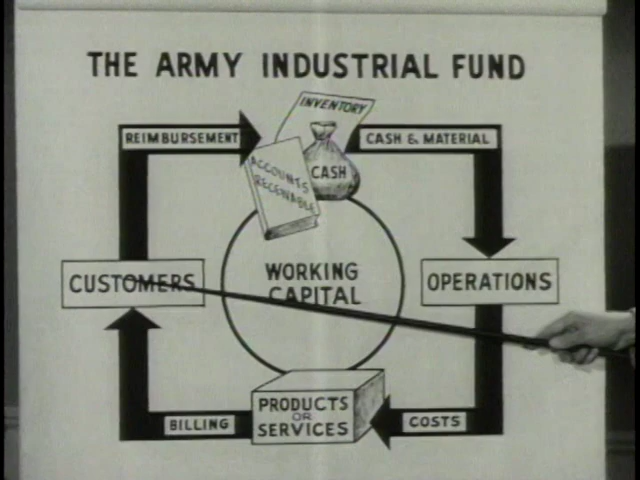 THE ARMY INDUSTRIAL FUND
INVENTORY
REIMBURSEMENT
CASH & MATERIAL
ACCOUNTS
RECEIVABLE
CASH
WORKING
CAPITAL
CUSTOMERS
OPERATIONS
PRODUCTS
OR
SERVICES
BILLING
COSTS